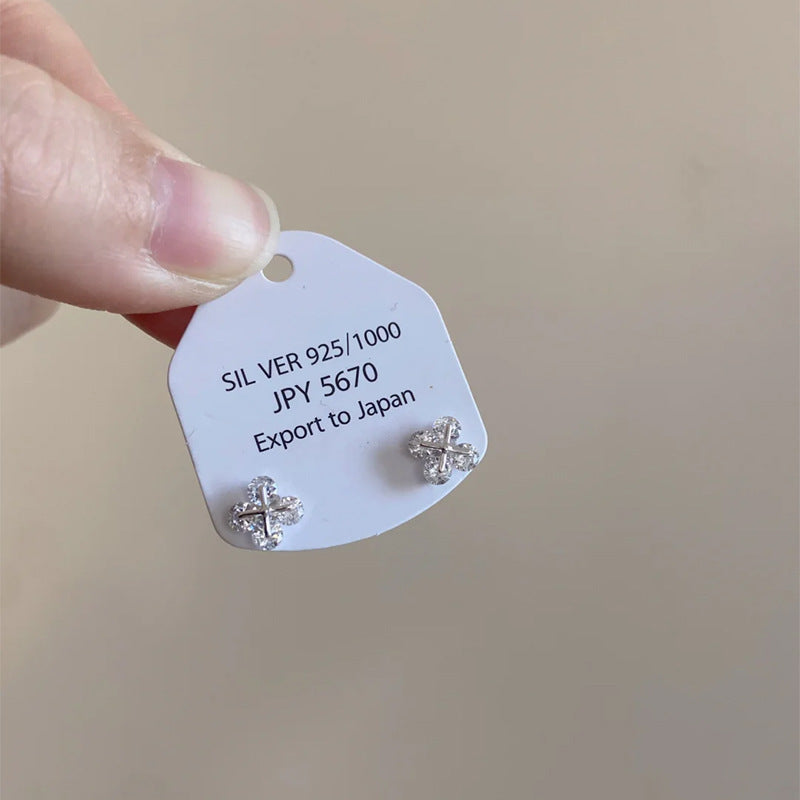 SIL VER 925/1000
JPY 5670
Export to Japan